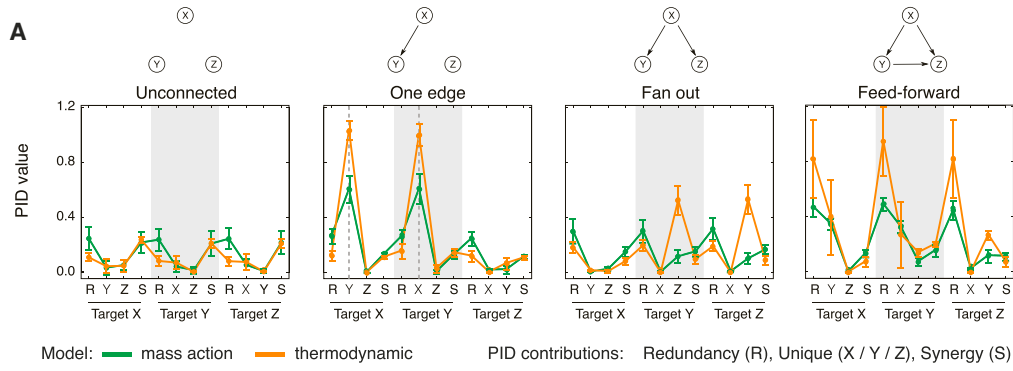 A
X
Y Z
X
Y Z
X
Y Z
X
Y Z
Unconnected
One edge
Fan out
Feed-forward
PID value
1.2
0.8
0.4
0.0
R Y Z S R X Z S R X Y S
Target X Target Y Target Z
R Y Z S R X Z S R X Y S
Target X Target Y Target Z
R Y Z S R X Z S R X Y S
Target X Target Y Target Z
R Y Z S R X Z S R X Y S
Target X Target Y Target Z
Model: mass action thermodynamic PID contributions: Redundancy (R), Unique (X / Y / Z), Synergy (S)